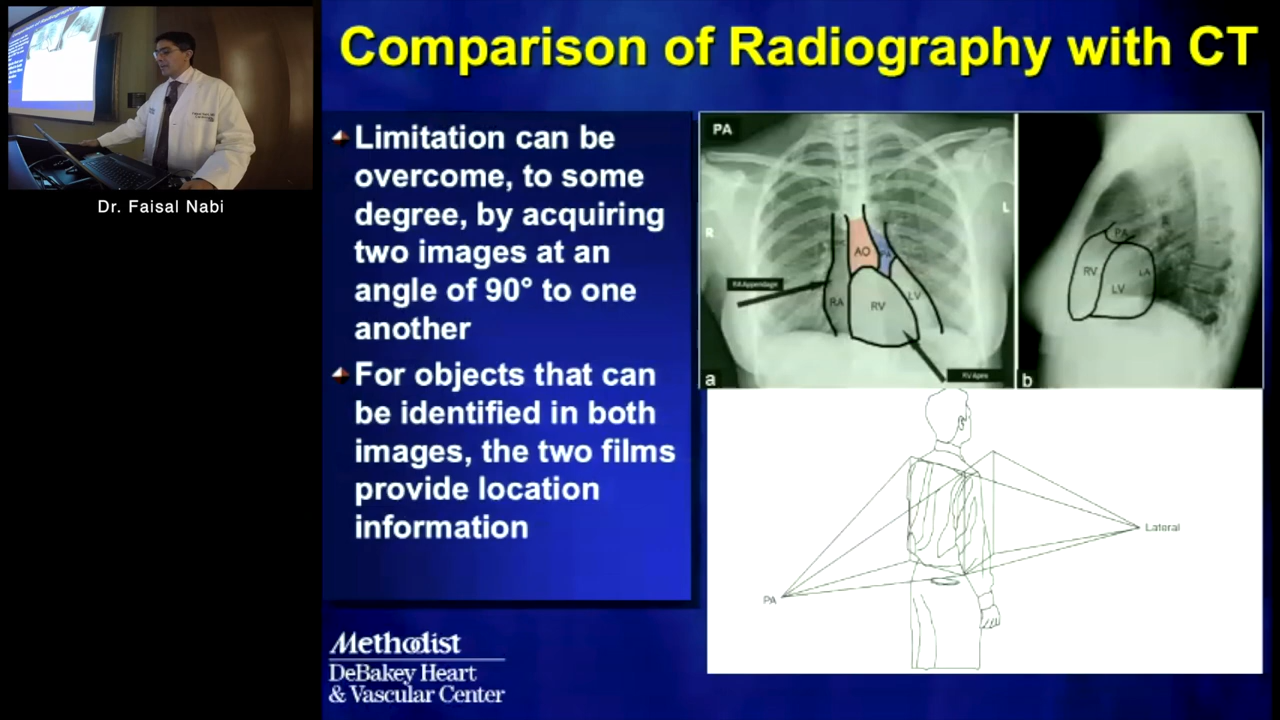 Comparison of Radiography with CT
Dr. Faisal Nabi
Limitation can be
overcome, to some
degree, by acquiring
two images at an
angle of 90° to one
another
For objects that can
be identified in both
images, the two films
provide location
information
PA
L
R
AO
PA
RA Appendage
RA
RV
LV
RV Apex
a
PA
RV
LA
LV
b
Lateral
PA
Methodist
DeBakey Heart
& Vascular Center